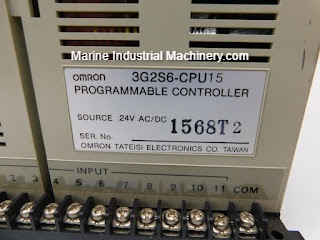 Marine Industrial Machinery.com
OMRON 3G2S6-CPU15
PROGRAMMABLE CONTROLLER
SOURCE :24V AC/DC
SER. No. 1568T2
OMRON TATEISI ELECTRONICS CO. TAIWAN
INPUT
2 3 4 5 6 7 8 9 10 11 COM